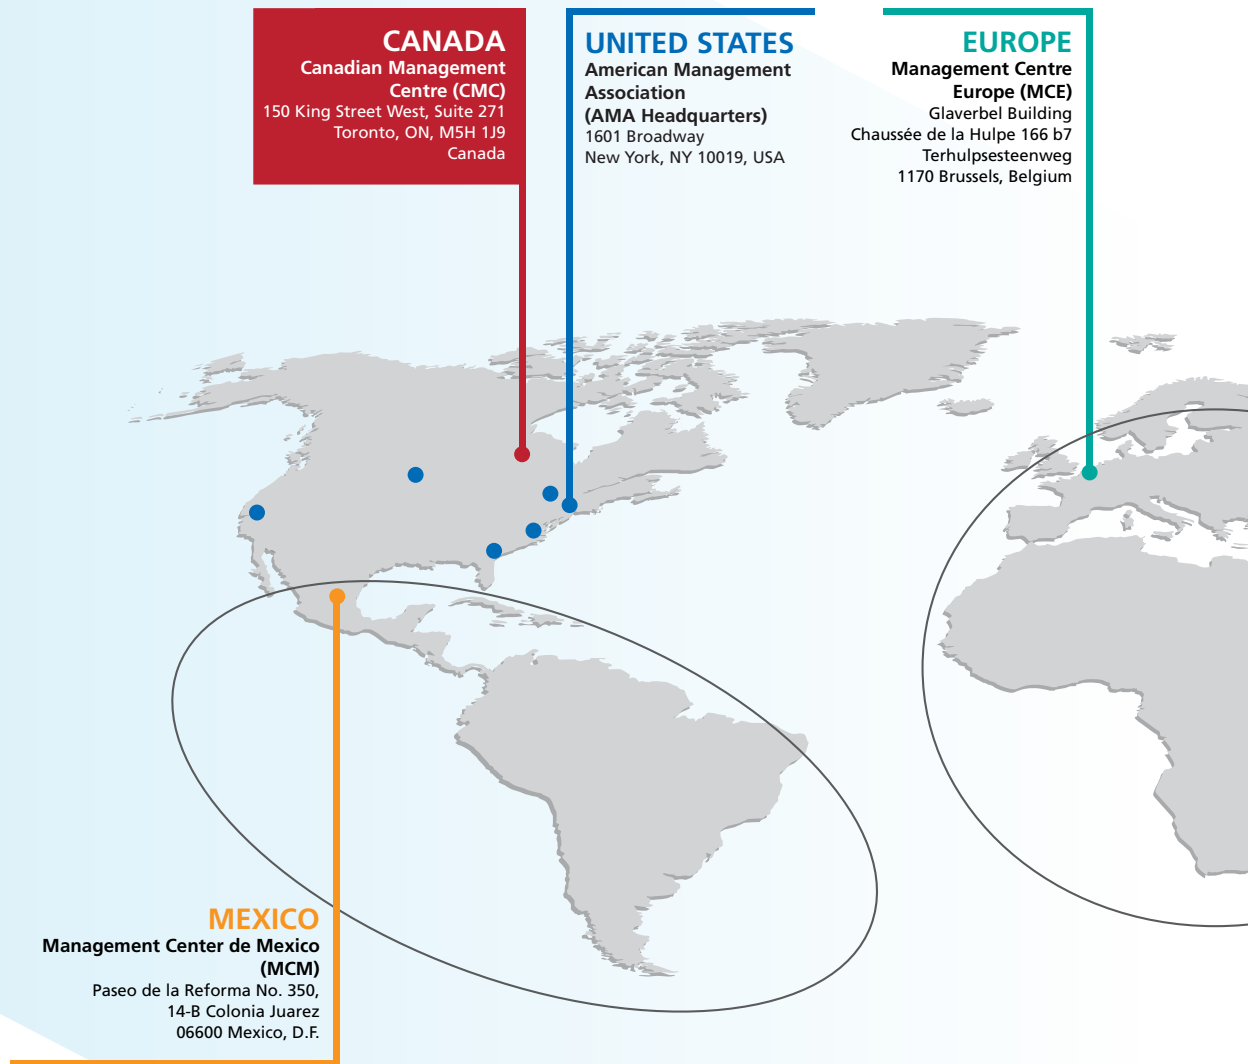 CANADA
Canadian Management
Centre (CMC)
150 King Street West, Suite 271
Toronto, ON, M5H 1J9
Canada
UNITED STATES
American Management
Association
(AMA Headquarters)
1601 Broadway
New York, NY 10019, USA
EUROPE
Management Centre
Europe (MCE)
Glaverbel Building
Chaussée de la Hulpe 166 b7
Terhulpsesteenweg
1170 Brussels, Belgium
MEXICO
Management Center de Mexico
(MCM)
Paseo de la Reforma No. 350,
14-B Colonia Juarez
06600 Mexico, D.F.